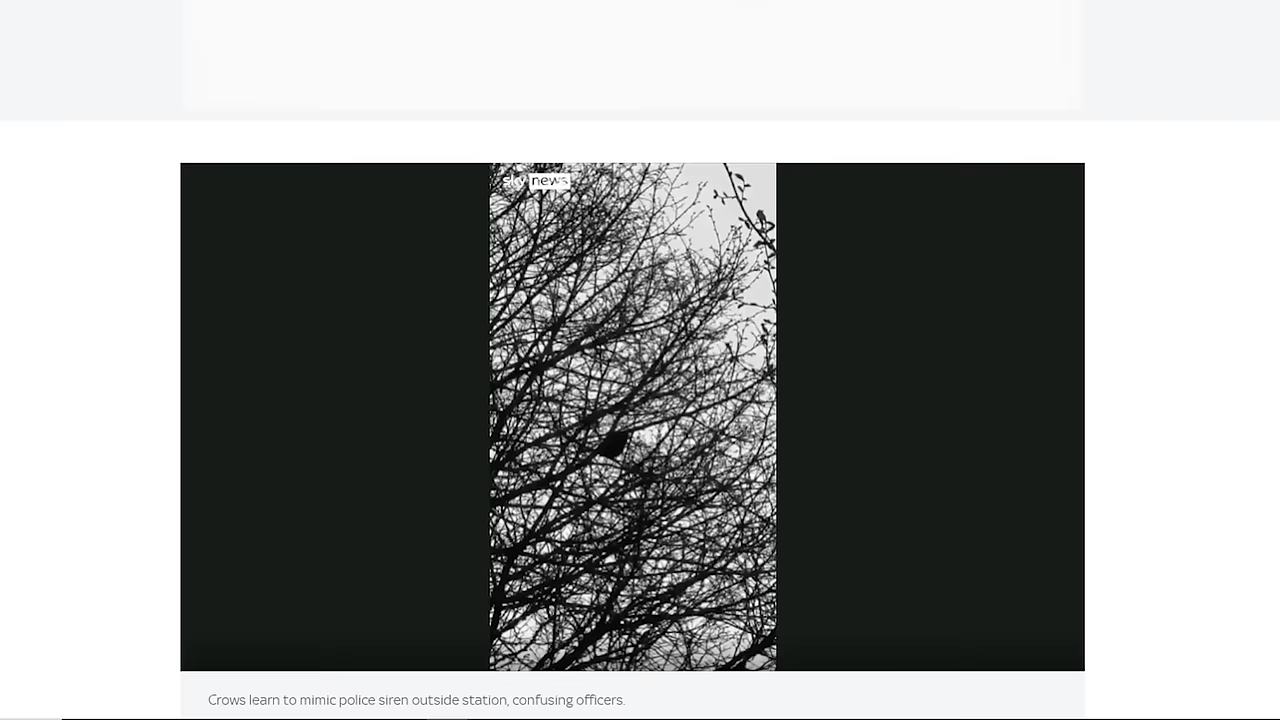 sky news
Crows learn to mimic police siren outside station, confusing officers.